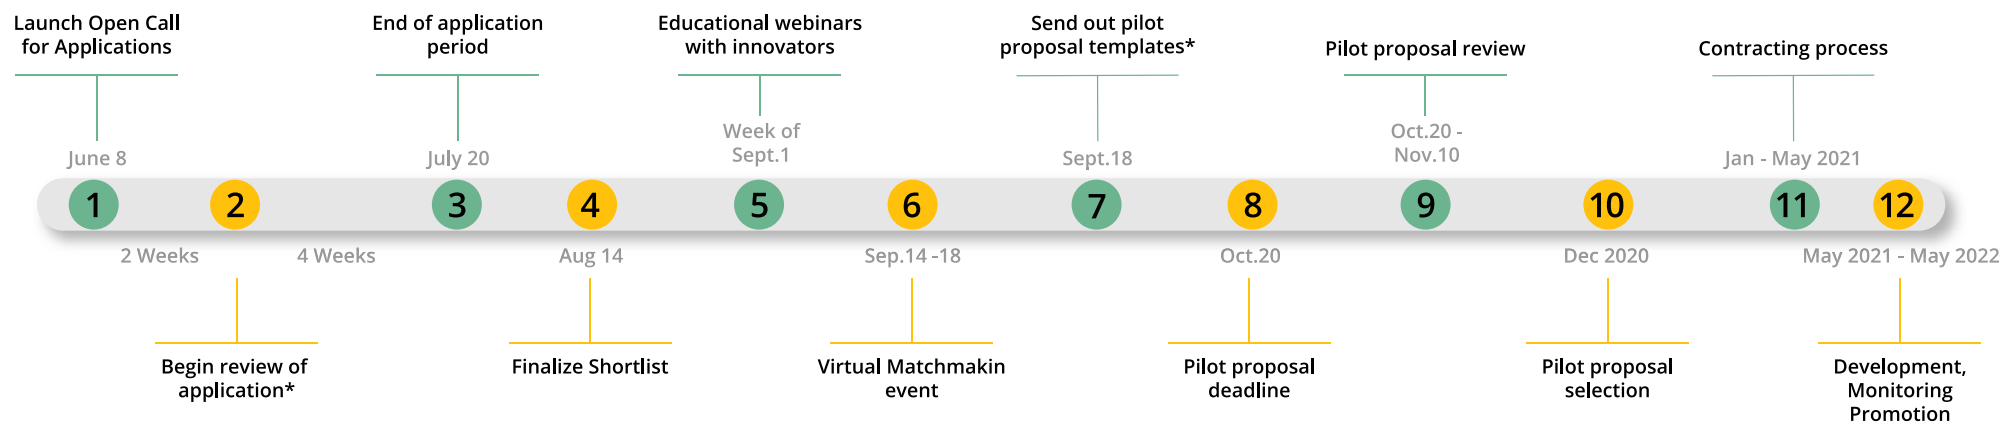 Launch Open Call
for Applications
End of application
period
Educational webinars
with innovators
Send out pilot
proposal templates*
Pilot proposal review
Contracting process
June 8
July 20
Week of
Sept.1
Sept.18
Oct.20 -
Nov.10
Jan - May 2021
1
2
3
4
5
6
7
8
9
10
11
12
2 Weeks
4 Weeks
Aug 14
Sep.14 -18
Oct.20
Dec 2020
May 2021 - May 2022
Begin review of
application*
Finalize Shortlist
Virtual Matchmakin
event
Pilot proposal
deadline
Pilot proposal
selection
Development,
Monitoring
Promotion